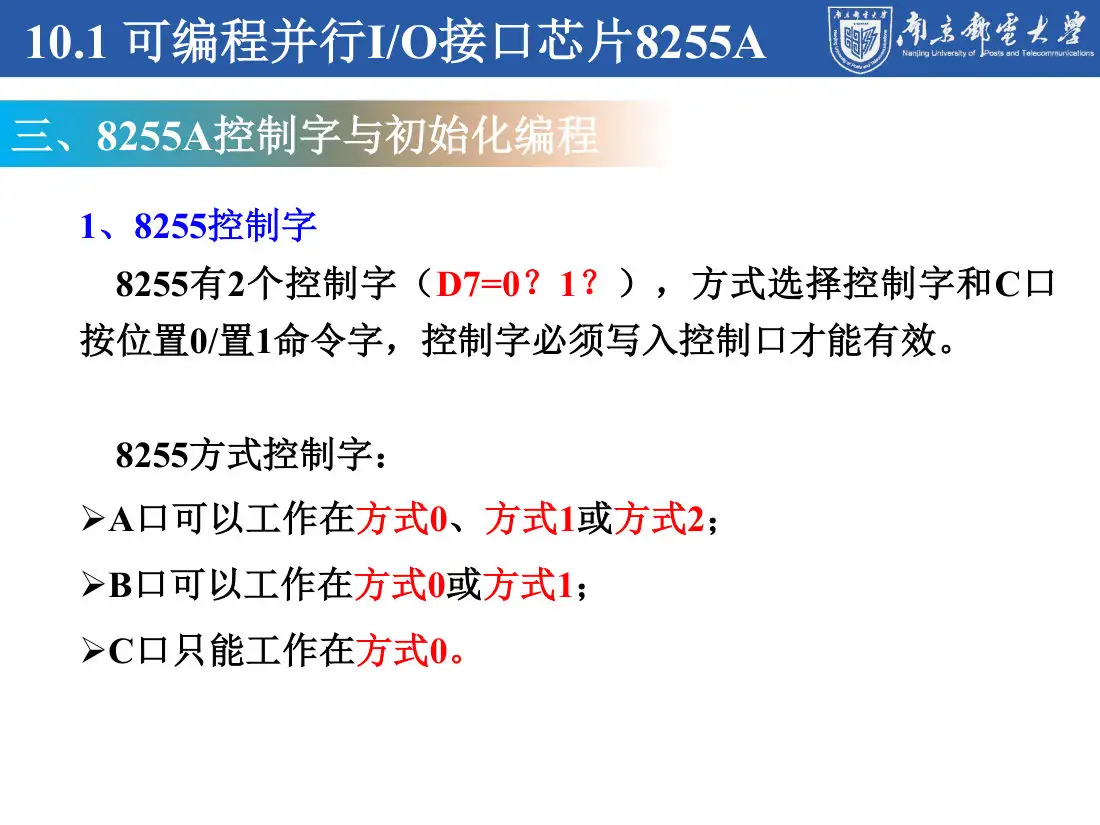 10.1 可编程并行I/O接口芯片8255A
南京邮电大学
Nanjing University of Posts and Telecommunications
三、8255A控制字与初始化编程
1、8255控制字
8255有2个控制字（D7=0？1？），方式选择控制字和C口
按位置0/置1命令字，控制字必须写入控制口才能有效。
8255方式控制字：
➢A口可以工作在方式0、方式1或方式2；
➢B口可以工作在方式0或方式1；
➢C口只能工作在方式0。